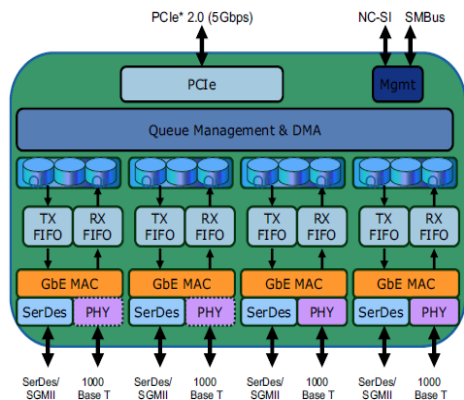 PCIe* 2.0 (5Gbps) NC-SI SMBus
PCIe Mgmt
Queue Management & DMA
TX FIFO RX FIFO TX FIFO RX FIFO TX FIFO RX FIFO TX FIFO RX FIFO
GbE MAC GbE MAC GbE MAC GbE MAC
SerDes PHY SerDes PHY SerDes PHY SerDes PHY
SerDes/ 1000 SerDes/ 1000 SerDes/ 1000 SerDes/ 1000
SGMII Base T SGMII Base T SGMII Base T SGMII Base T